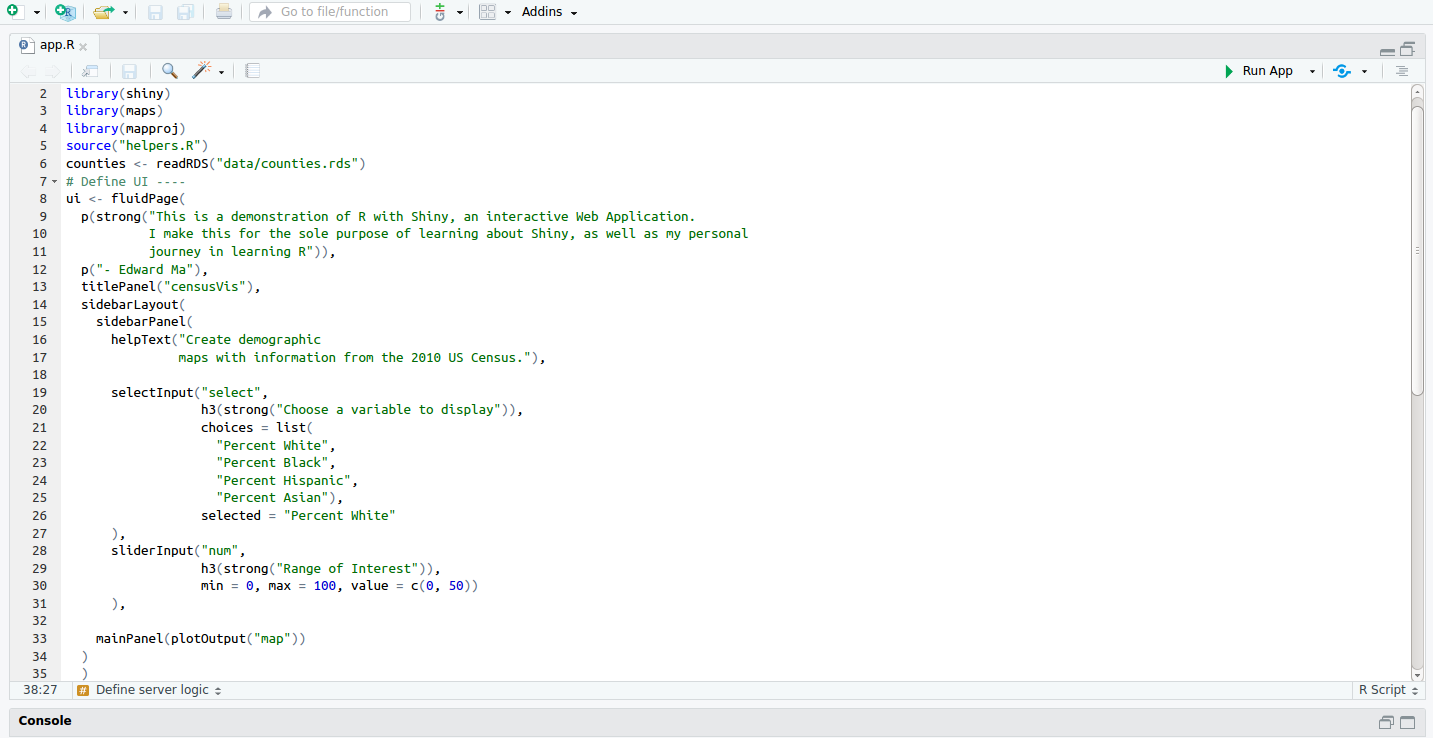 Go to file/function
Addins
app.R
Run App
2 library(shiny)
3 library(maps)
4 library(mapproj)
5 source("helpers.R")
6 counties <- readRDS("data/counties.rds")
7 # Define UI ----
8 ui <- fluidPage(
9 p(strong("This is a demonstration of R with Shiny, an interactive Web Application.
10 I make this for the sole purpose of learning about Shiny, as well as my personal
11 journey in learning R")),
12 p("- Edward Ma"),
13 titlePanel("censusVis"),
14 sidebarLayout(
15 sidebarPanel(
16 helpText("Create demographic
17 maps with information from the 2010 US Census."),
18
19 selectInput("select",
20 h3(strong("Choose a variable to display")),
21 choices = list(
22 "Percent White",
23 "Percent Black",
24 "Percent Hispanic",
25 "Percent Asian"),
26 selected = "Percent White"
27 ),
28 sliderInput("num",
29 h3(strong("Range of Interest")),
30 min = 0, max = 100, value = c(0, 50))
31 ),
32
33 mainPanel(plotOutput("map"))
34 )
35 )
38:27 # Define server logic R Script
Console